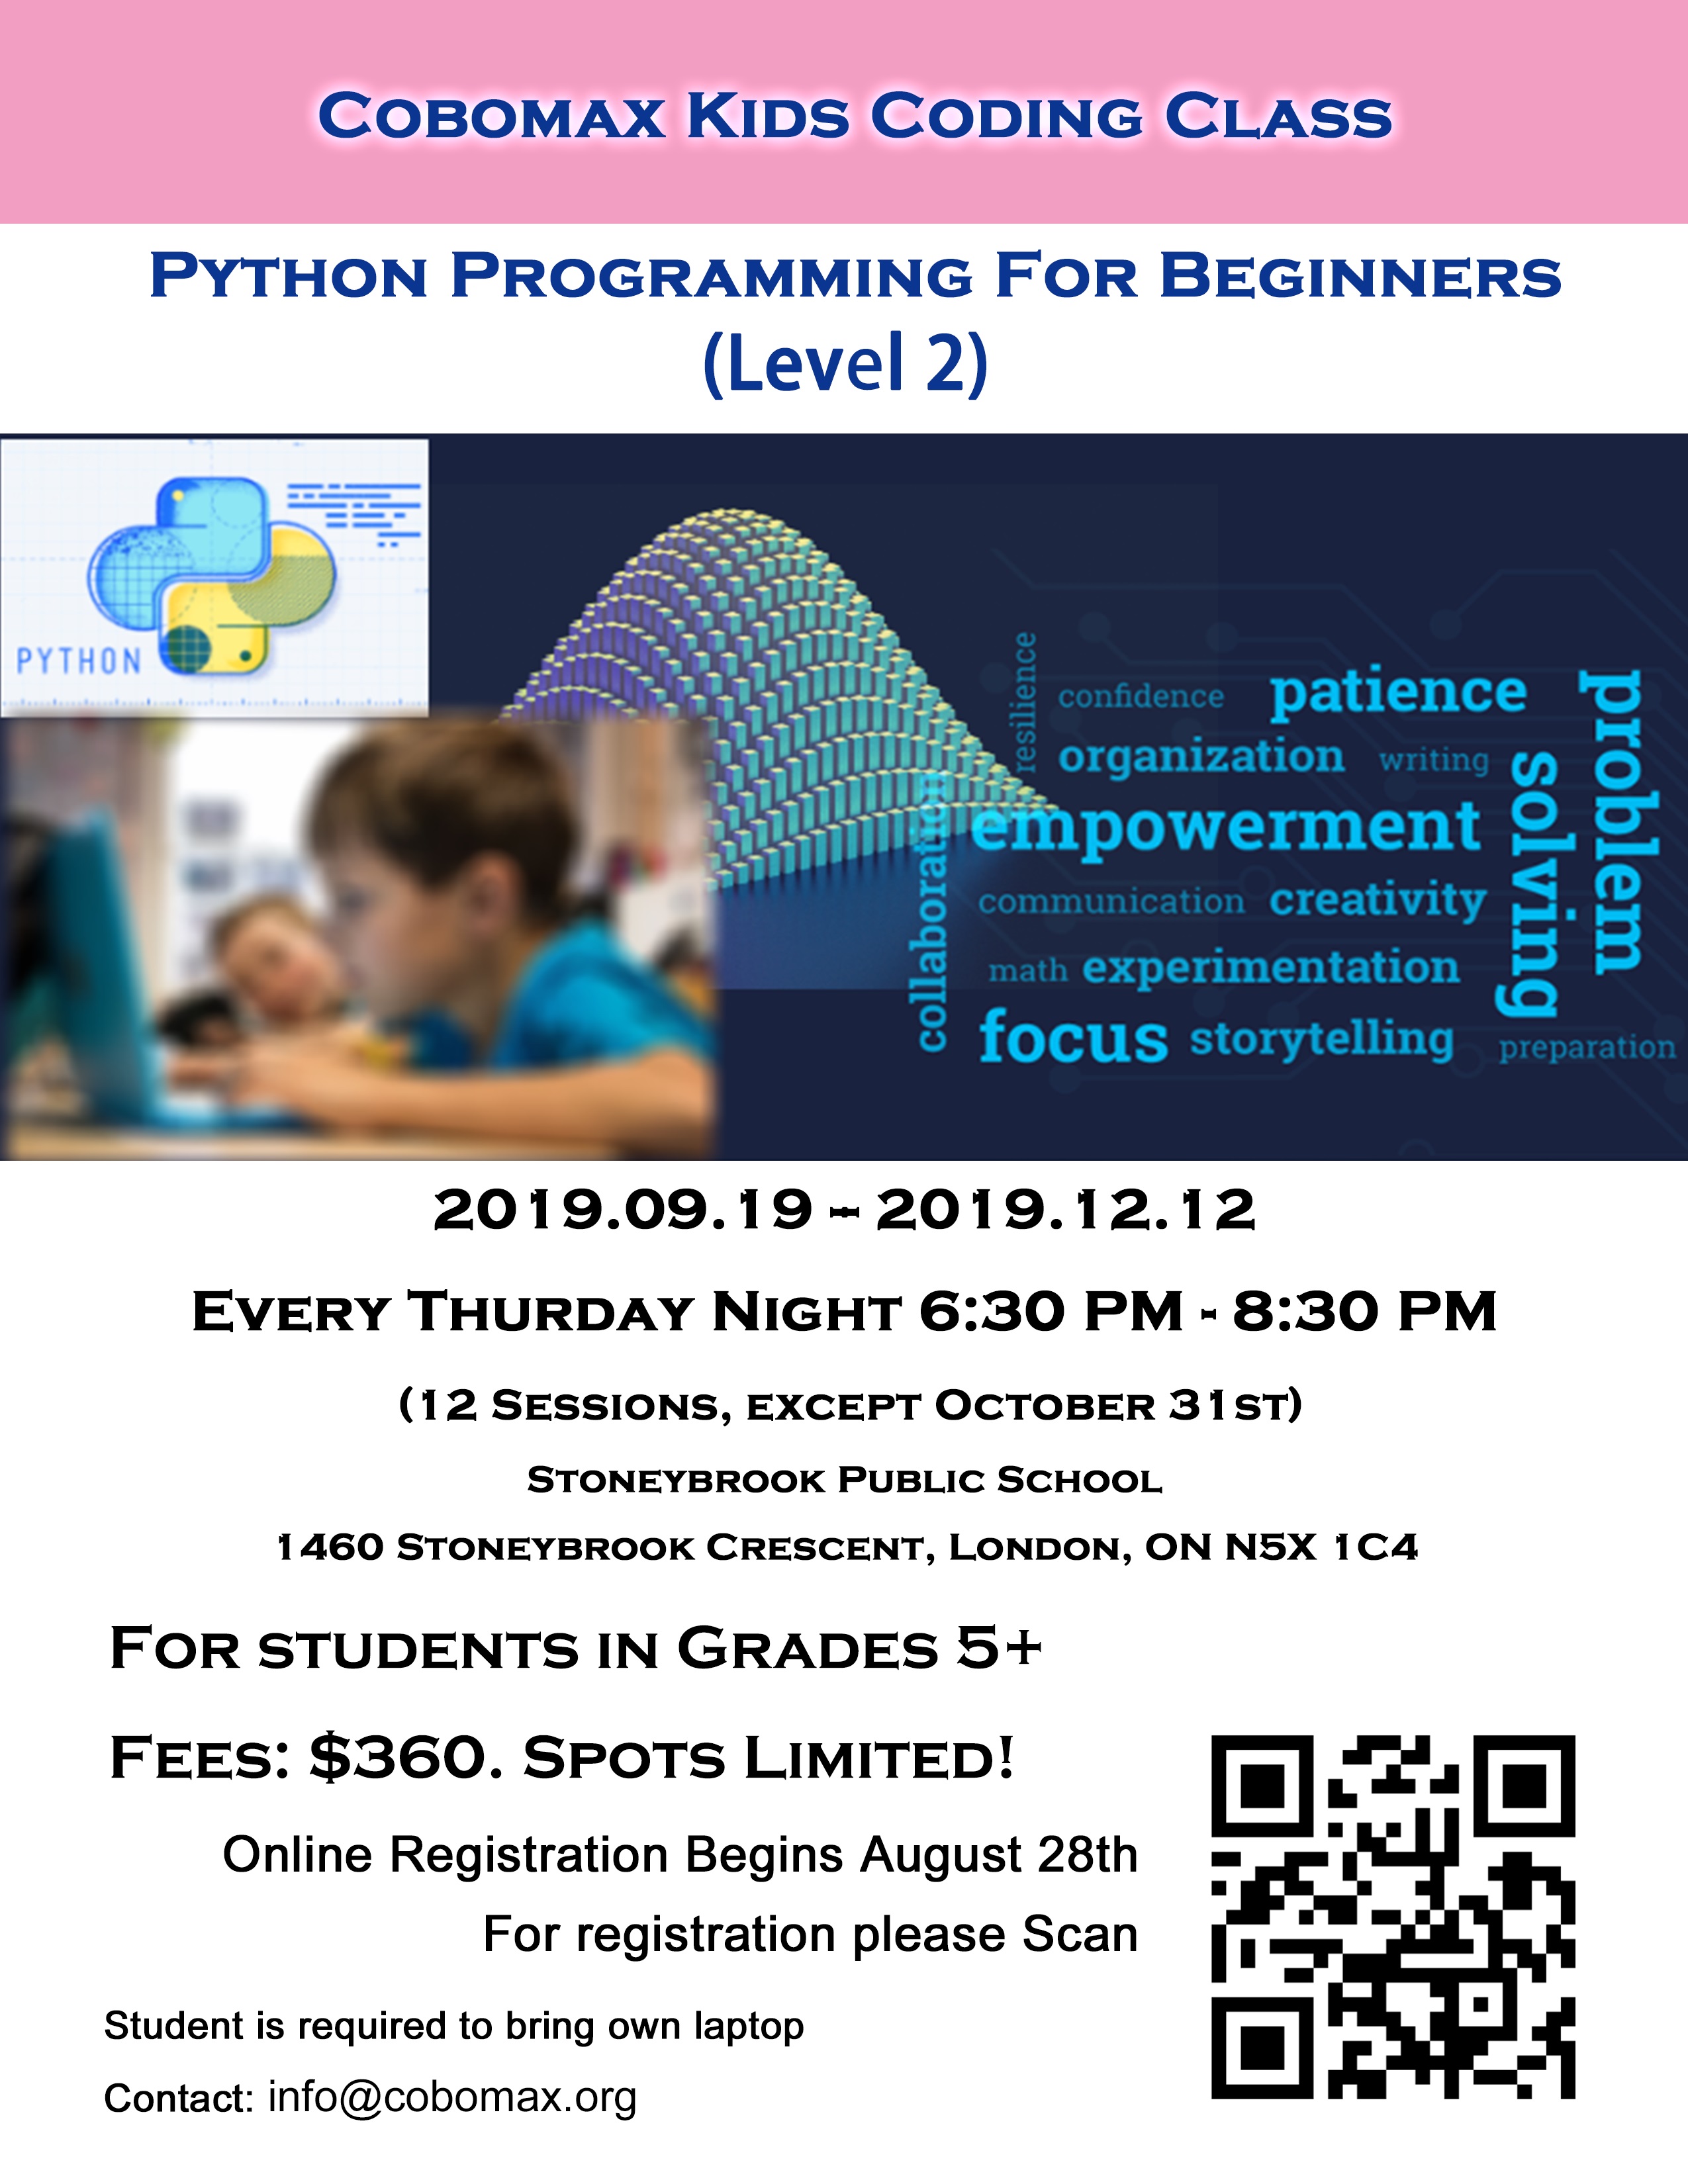 Cobomax Kids Coding Class
Python Programming For Beginners
(Level 2)
PYTHON
resilience
confidence
patience
problem
organization
writing
solving
empowerment
collaboration
communication
creativity
math
experimentation
focus
storytelling
preparation
2019.09.19 – 2019.12.12
Every Thurday Night 6:30 PM - 8:30 PM
(12 Sessions, except October 31st)
Stoneybrook Public School
1460 Stoneybrook Crescent, London, ON N5X 1C4
For students in Grades 5+
Fees: $360. Spots Limited!
Online Registration Begins August 28th
For registration please Scan
Student is required to bring own laptop
Contact: info@cobomax.org